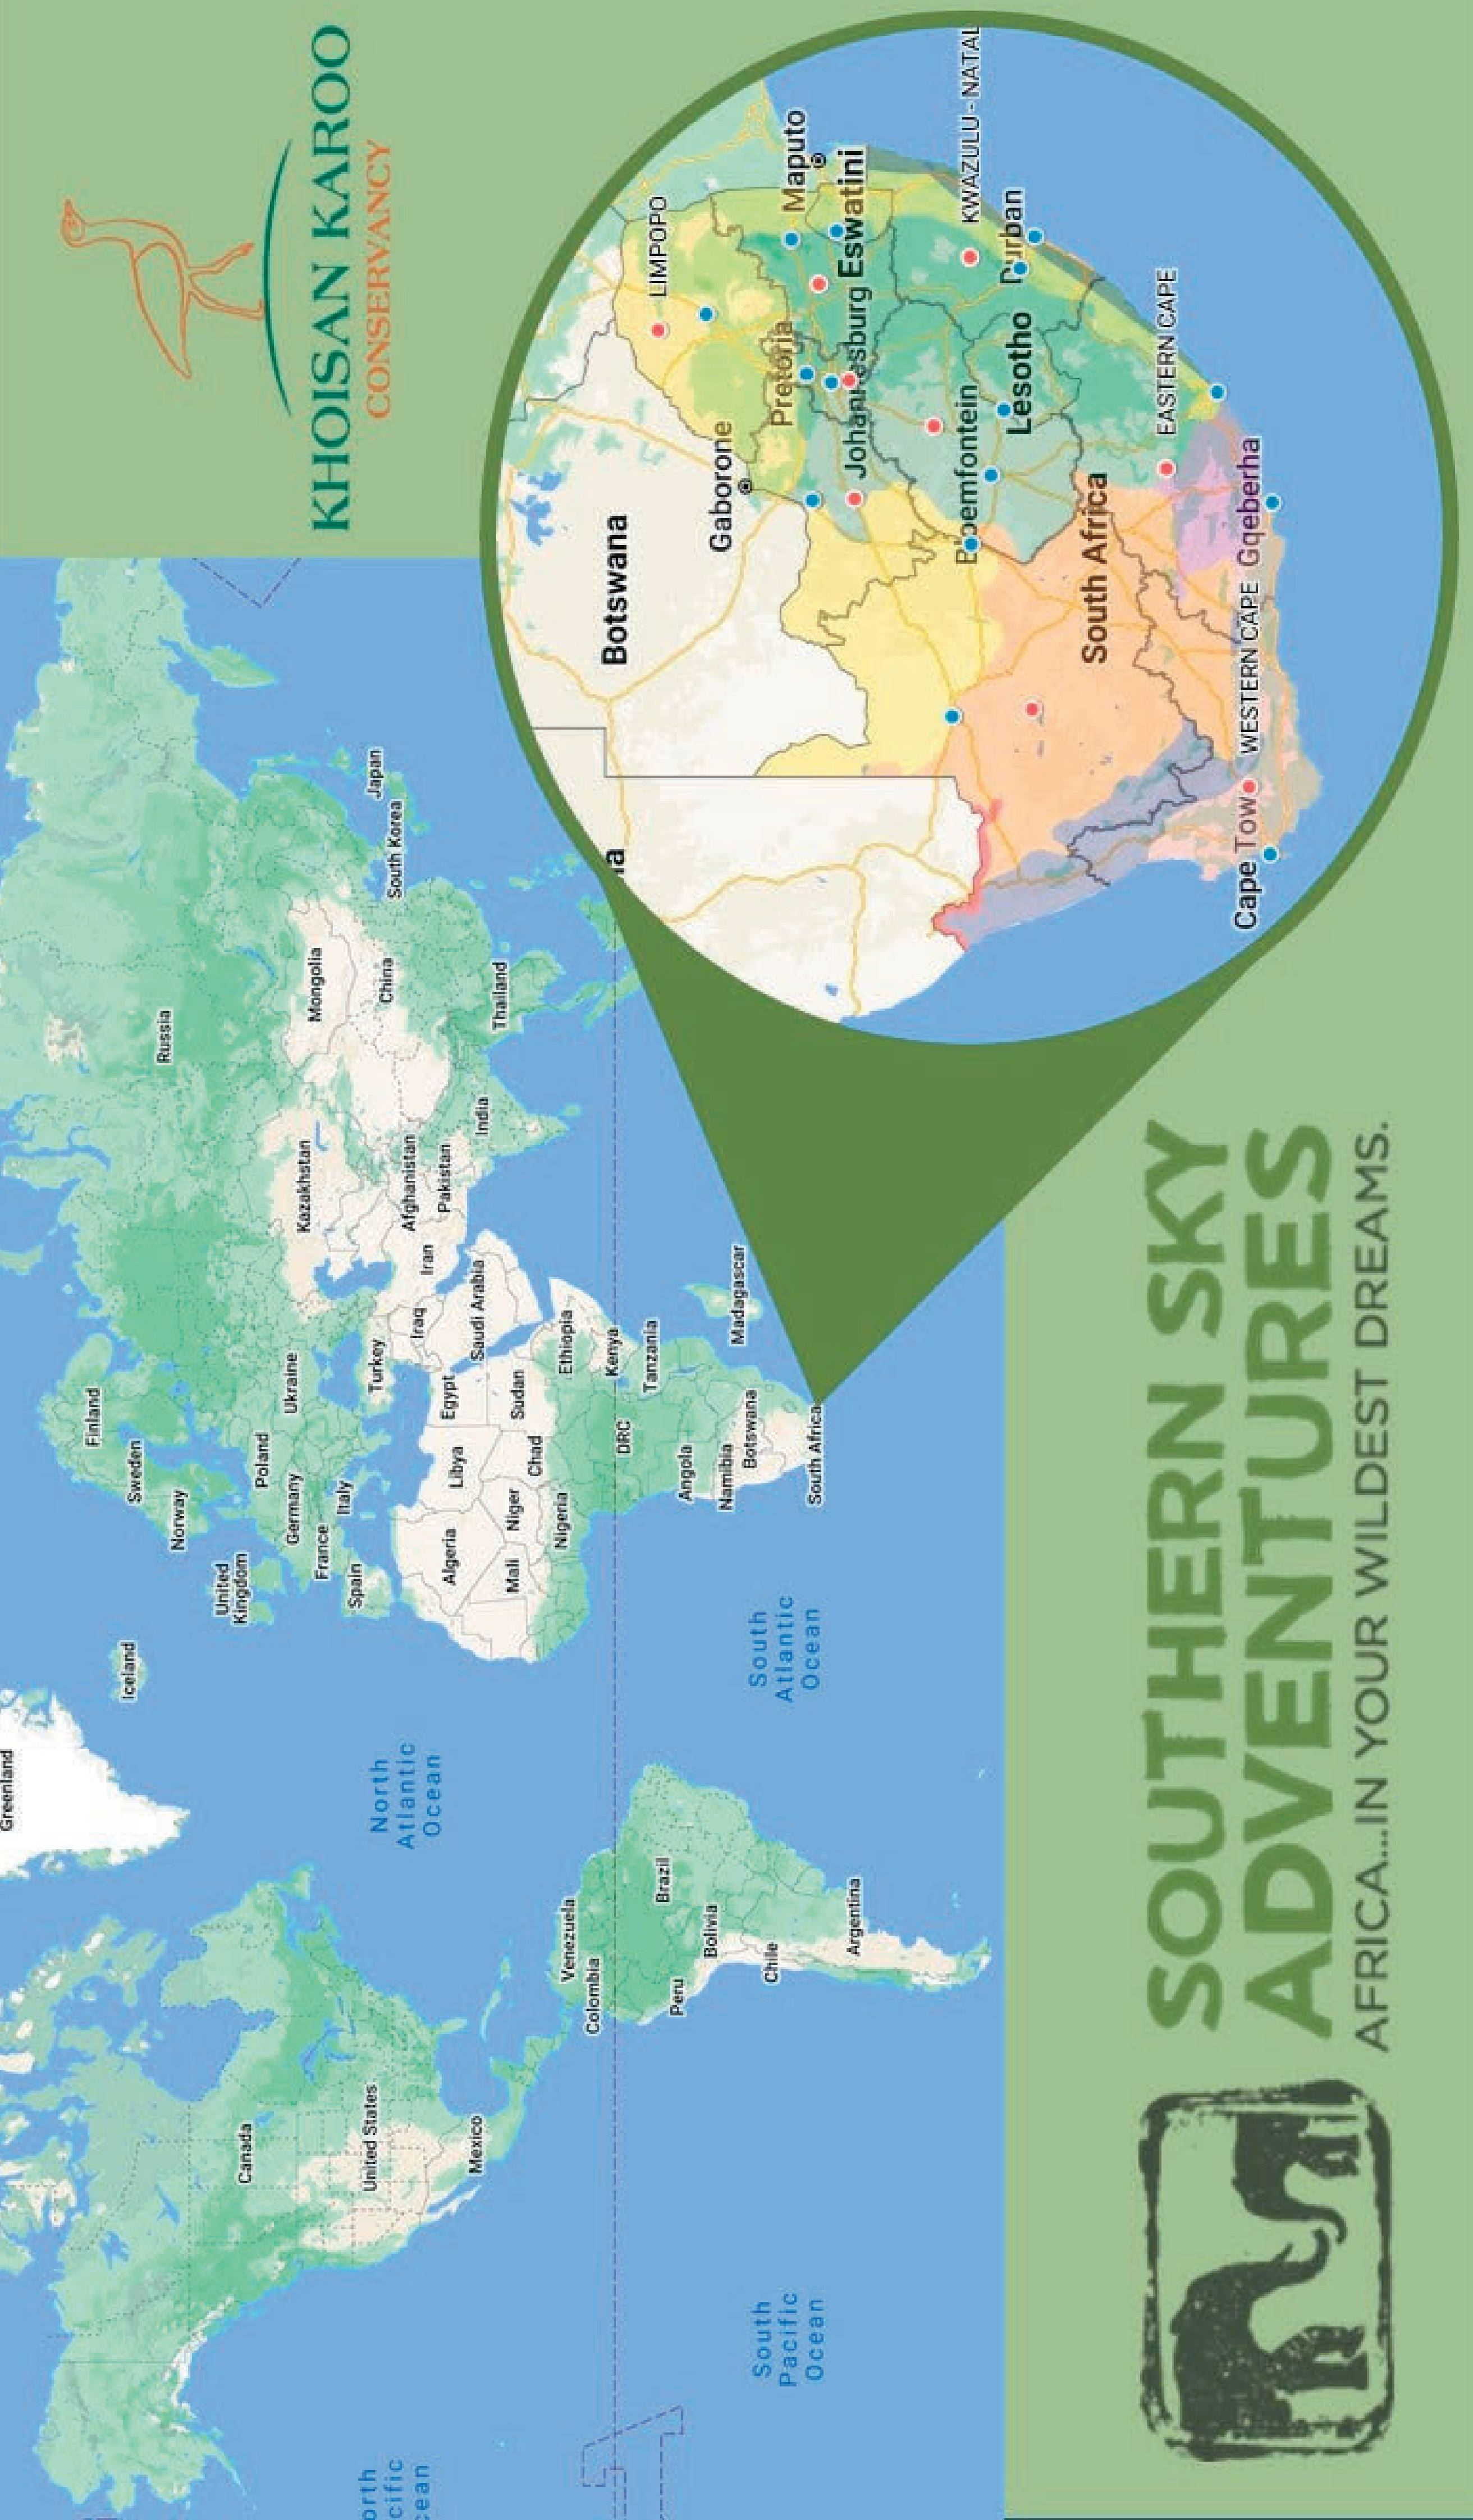 Greenland
Iceland
Finland
Sweden
Norway
Russia
United
Kingdom
Poland
Ukraine
Germany
France
Italy
Spain
Turkey
Kazakhstan
Mongolia
China
South Korea
Japan
Afghanistan
Pakistan
Iran
Iraq
India
Thailand
Saudi Arabia
Algeria
Libya
Egypt
Mali
Niger
Chad
Sudan
Nigeria
Ethiopia
Kenya
DRC
Tanzania
Angola
Namibia
Botswana
Madagascar
South Africa
Canada
United States
Mexico
North
Atlantic
Ocean
Venezuela
Colombia
Brazil
Peru
Bolivia
Chile
Argentina
South
Atlantic
Ocean
South
Pacific
Ocean
KHOISAN KAROO
CONSERVANCY
LIMPOPO
Botswana
Gaborone
Pretoria
Maputo
Johannesburg
Eswatini
KWAZULU - NATAL
Bloemfontein
Durban
Lesotho
South Africa
EASTERN CAPE
WESTERN CAPE
Gqeberha
Cape Town
SOUTHERN SKY
ADVENTURES
AFRICA...IN YOUR WILDEST DREAMS.